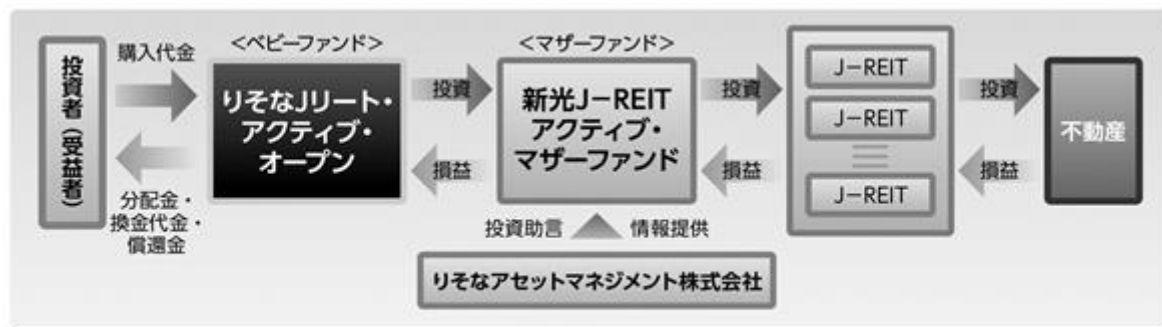 投資者（受益者）
購入代金
分配金・
換金代金・
償還金
＜ベビーファンド＞
りそなJリート・
アクティブ・
オープン
投資
損益
＜マザーファンド＞
新光J−REIT
アクティブ・
マザーファンド
投資助言
情報提供
りそなアセットマネジメント株式会社
投資
損益
J−REIT
J−REIT
J−REIT
投資
損益
不動産